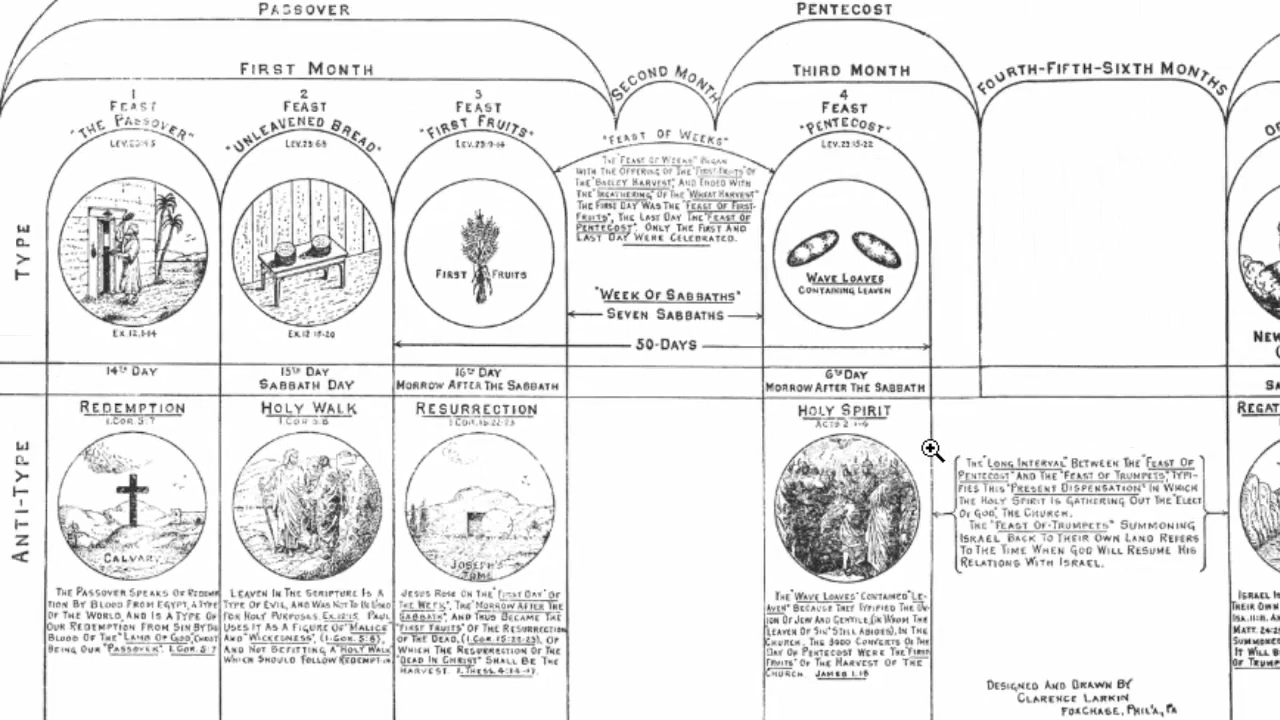 PASSOVER
PENTECOST
FIRST MONTH
SECOND MONTH
THIRD MONTH
FOURTH-FIFTH-SIXTH MONTHS
1
FEAST
"THE PASSOVER"
LEV. 23:4-5
2
FEAST
"UNLEAVENED BREAD"
LEV. 23:6-8
3
FEAST
"FIRST FRUITS"
LEV. 23:9-14
"FEAST OF WEEKS"
THE "FEAST OF WEEKS" BEGAN
WITH THE OFFERING OF THE "FIRST-FRUITS" OF
THE "BARLEY HARVEST", AND ENDED WITH
THE "INGATHERING" OF THE "WHEAT HARVEST"
THE FIRST DAY WAS THE "FEAST OF FIRST-
FRUITS", THE LAST DAY THE "FEAST OF
PENTECOST". ONLY THE FIRST AND
LAST DAY WERE CELEBRATED.
4
FEAST
"PENTECOST"
LEV. 23:15-22
TYPE
FIRST FRUITS
WAVE LOAVES
CONTAINING LEAVEN
"WEEK OF SABBATHS"
SEVEN SABBATHS
50-DAYS
EX. 12:1-14
EX. 12:15-20
NEW
14TH DAY
15TH DAY
SABBATH DAY
16TH DAY
MORROW AFTER THE SABBATH
6TH DAY
MORROW AFTER THE SABBATH
SA
ANTI-TYPE
REDEMPTION
1. COR. 5:7
HOLY WALK
1. COR. 5:8
RESURRECTION
1. COR. 15:22-23
HOLY SPIRIT
ACTS 2:1-4
REGAT
CALVARY
JOSEPH'S
TOMB
THE "LONG INTERVAL" BETWEEN THE "FEAST OF
PENTECOST" AND THE "FEAST OF TRUMPETS", TYPI-
FIES THIS "PRESENT DISPENSATION" IN WHICH
THE HOLY SPIRIT IS GATHERING OUT THE "ELECT
OF GOD", THE CHURCH.
THE "FEAST-OF-TRUMPETS" SUMMONING
ISRAEL BACK TO THEIR OWN LAND REFERS
TO THE TIME WHEN GOD WILL RESUME HIS
RELATIONS WITH ISRAEL.
THE PASSOVER SPEAKS OF REDEMP
TION BY BLOOD FROM EGYPT, A TYPE
OF THE WORLD, AND IS A TYPE OF
OUR REDEMPTION FROM SIN BY THE
BLOOD OF THE "LAMB OF GOD", CHRIST
BEING OUR "PASSOVER". 1. COR. 5:7
LEAVEN IN THE SCRIPTURE IS A
TYPE OF EVIL, AND WAS NOT TO BE USED
FOR HOLY PURPOSES. EX. 12:15. PAUL
USES IT AS A FIGURE OF "MALICE"
AND "WICKEDNESS", (1. COR. 5:8),
AND NOT BEFITTING A "HOLY WALK"
WHICH SHOULD FOLLOW REDEMPT-N
JESUS ROSE ON THE "FIRST DAY" OF
THE WEEK", THE "MORROW AFTER THE
SABBATH", AND THUS BECAME THE
"FIRST FRUITS" OF THE RESURRECTION
OF THE DEAD, (1. COR. 15:22-23), OF
WHICH THE RESURRECTION OF THE
"DEAD IN CHRIST" SHALL BE THE
HARVEST. 1. THESS. 4:14-17.
THE "WAVE LOAVES" CONTAINED "LE-
AVEN" BECAUSE THEY TYPIFIED THE UN-
ION OF JEW AND GENTILE, (IN WHOM THE
"LEAVEN OF SIN" STILL ABIDES), IN THE
CHURCH. THE 3000 CONVERTS OF THE
DAY OF PENTECOST WERE THE "FIRST
FRUITS" OF THE HARVEST OF THE
CHURCH. JAMES 1:18
ISRAEL I
THEIR OWN
ISA. 11:11. A
MATT. 24:
SUMMONE
IT WILL B
OF TRUMP
DESIGNED AND DRAWN BY
CLARENCE LARKIN
FOXCHASE, PHIL'A, PA